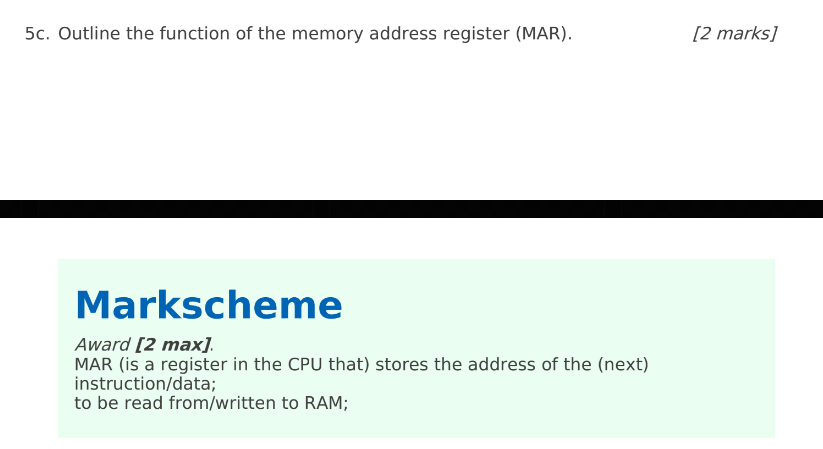 5c. Outline the function of the memory address register (MAR). [2 marks]
Markscheme
Award [2 max].
MAR (is a register in the CPU that) stores the address of the (next)
instruction/data;
to be read from/written to RAM;